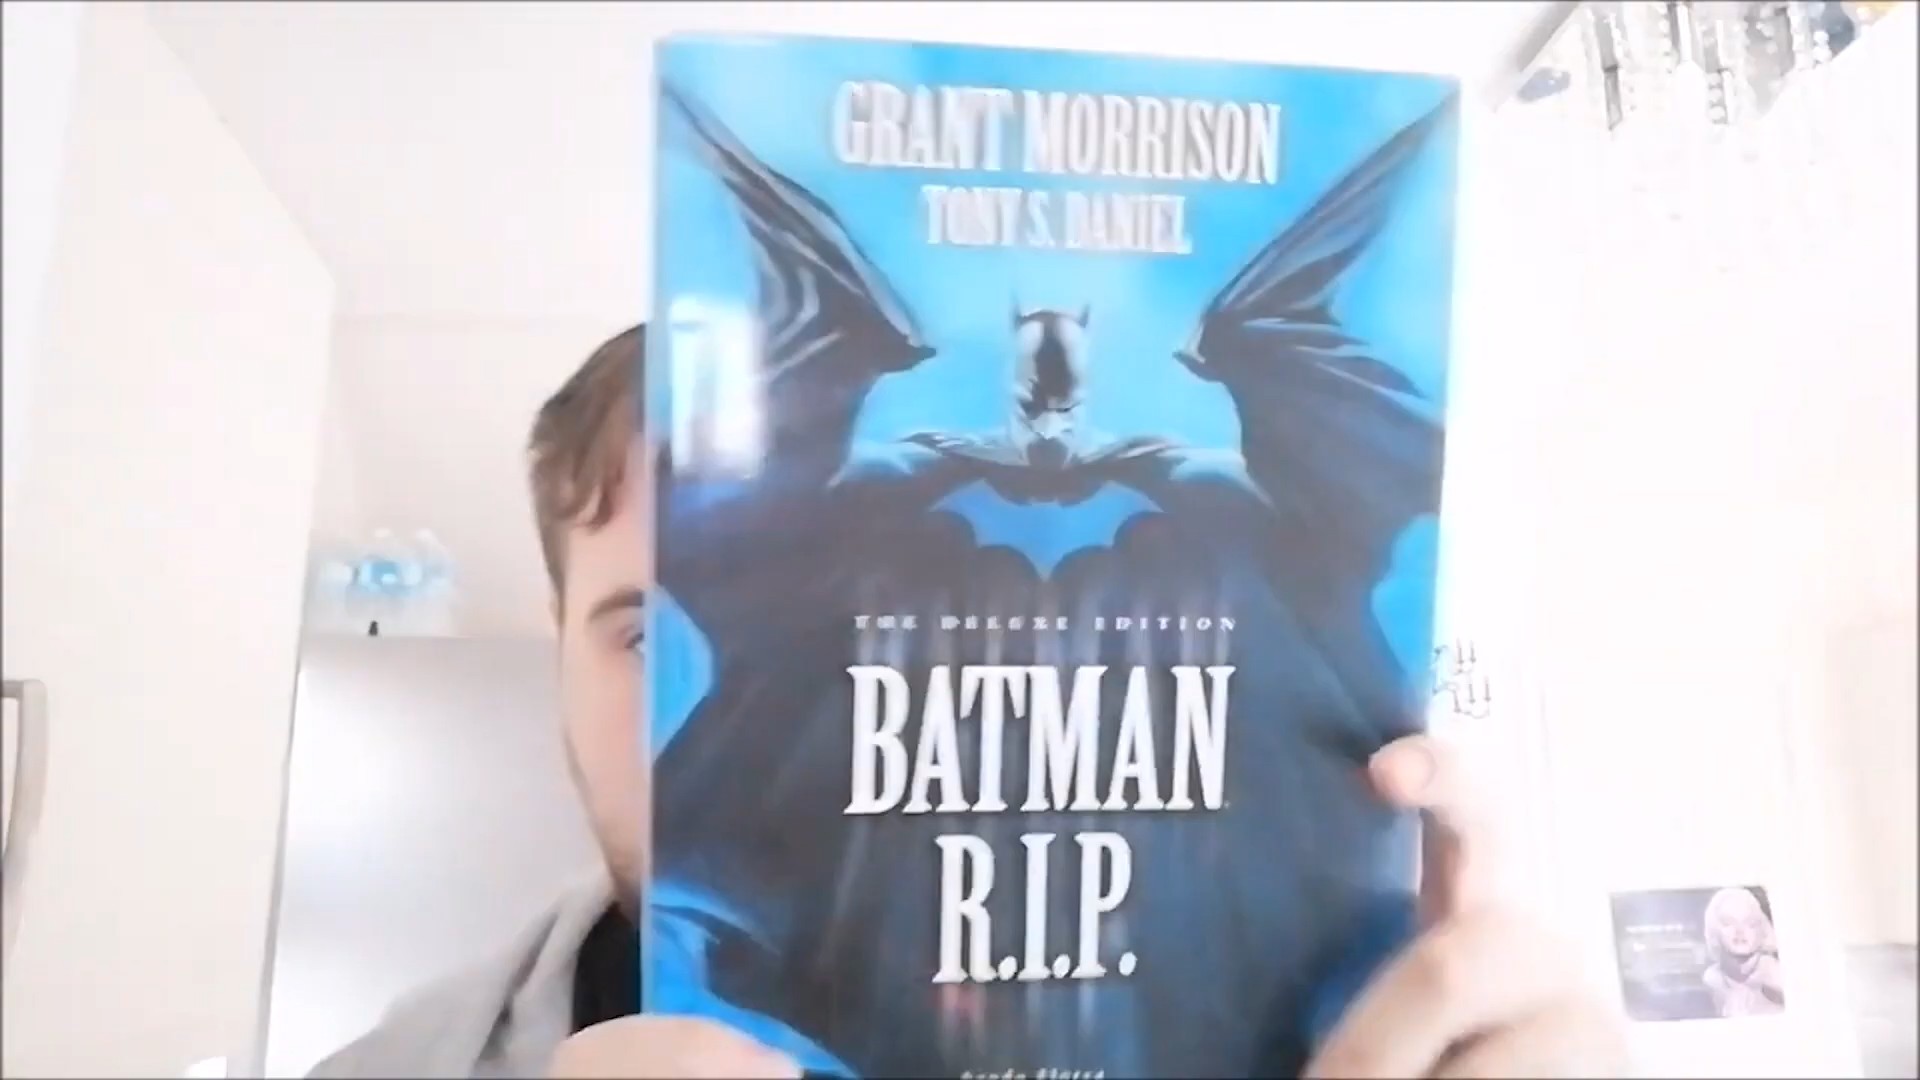 GRANT MORRISON
TONY S. DANIEL
THE DELUXE EDITION
BATMAN
R.I.P.